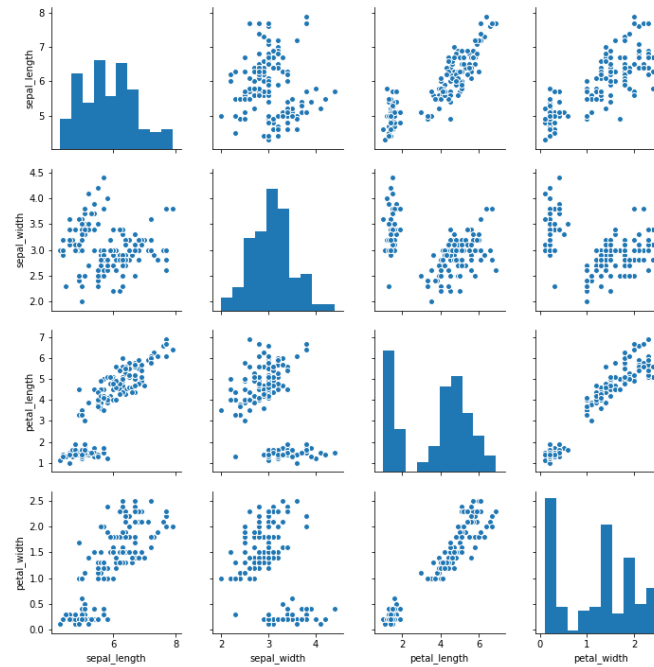 8
7
6
5
sepal_length
4.5
4.0
3.5
3.0
2.5
2.0
sepal_width
7
6
5
4
3
2
1
petal_length
2.5
2.0
1.5
1.0
0.5
0.0
petal_width
6 8
sepal_length
2 3 4
sepal_width
2 4 6
petal_length
0 1 2
petal_width